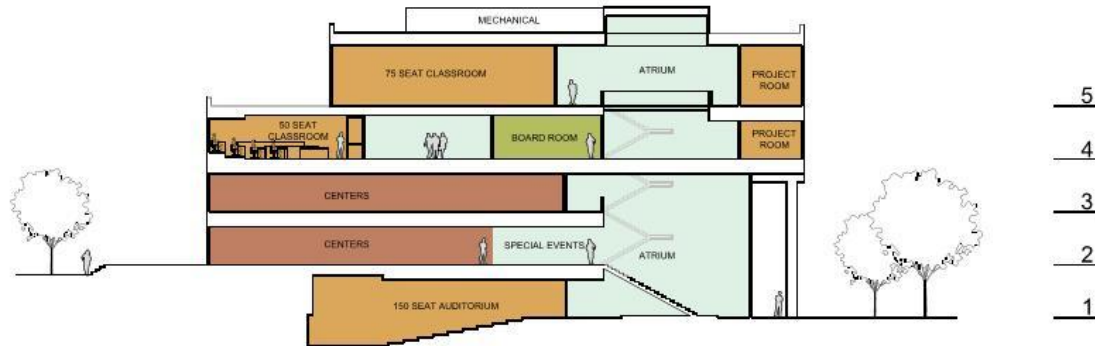 MECHANICAL
75 SEAT CLASSROOM
ATRIUM
PROJECT
ROOM
5
50 SEAT
CLASSROOM
BOARD ROOM
PROJECT
ROOM
4
CENTERS
3
CENTERS
SPECIAL EVENTS
ATRIUM
2
150 SEAT AUDITORIUM
1